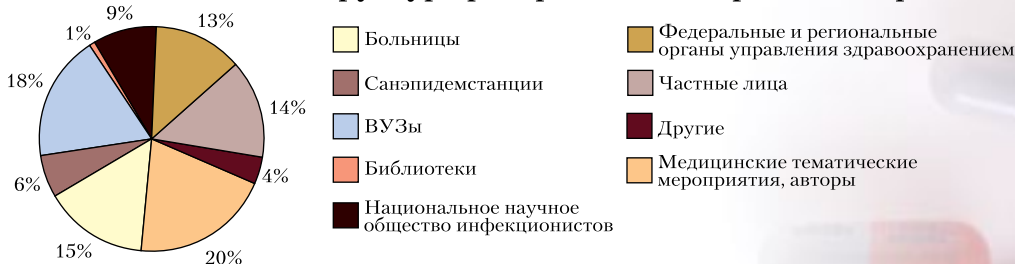 9%
13%
1%
18%
14%
6%
4%
15%
20%
Больницы
Санэпидемстанции
ВУЗы
Библиотеки
Национальное научное
общество инфекционистов
Федеральные и региональные
органы управления здравоохранением
Частные лица
Другие
Медицинские тематические
мероприятия, авторы